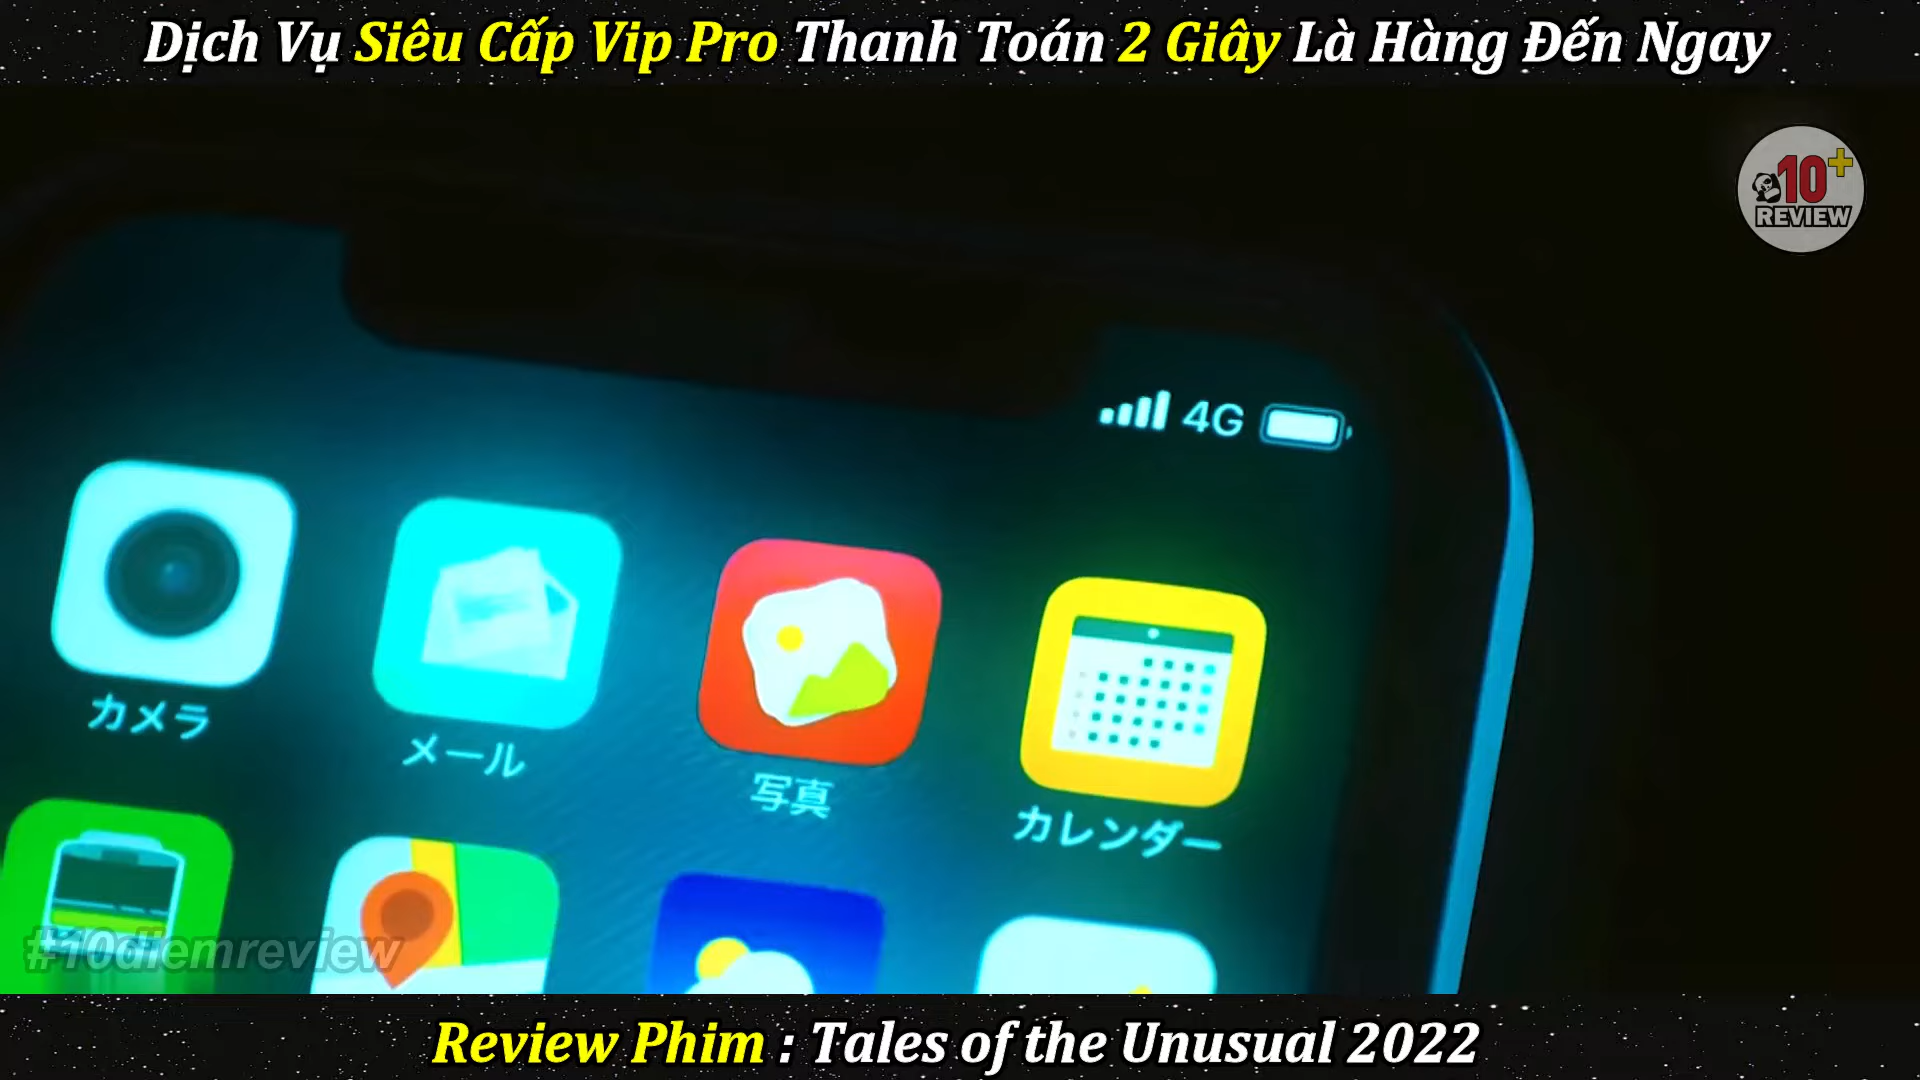 Dịch Vụ Siêu Cấp Vip Pro Thanh Toán 2 Giây Là Hàng Đến Ngay
10+
REVIEW
4G
カメラ
メール
写真
カレンダー
#10diemreview
Review Phim : Tales of the Unusual 2022